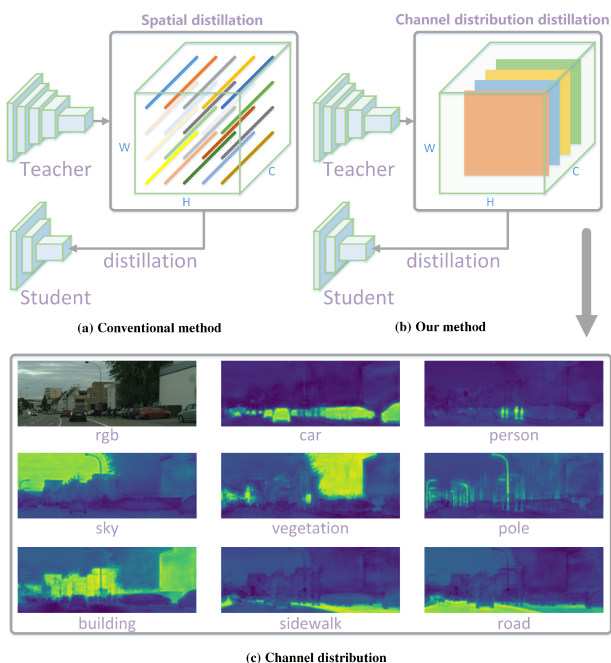 Spatial distillation
Channel distribution distillation
W
H
C
Teacher
distillation
Student
W
H
C
Teacher
distillation
Student
(a) Conventional method
(b) Our method
rgb
car
person
sky
vegetation
pole
building
sidewalk
road
(c) Channel distribution